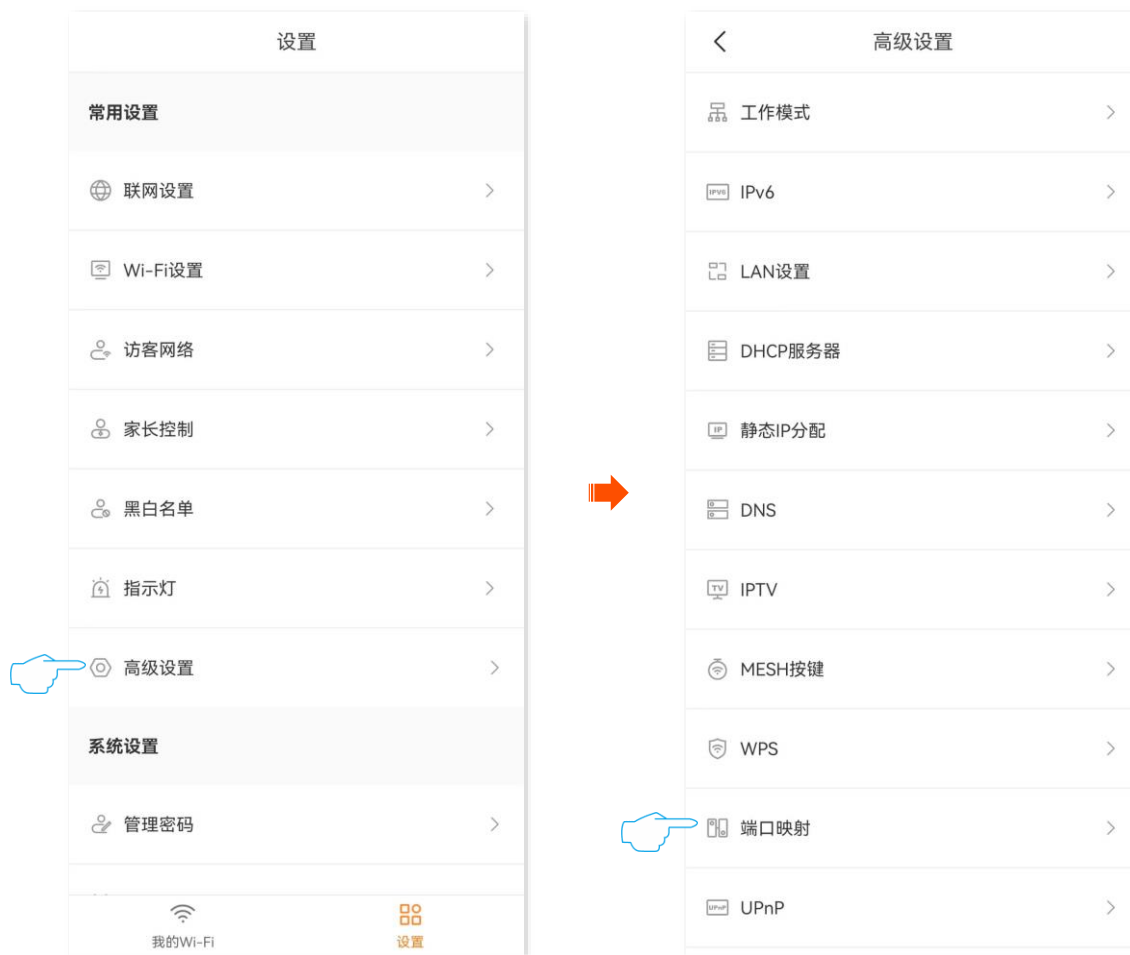 设置
常用设置
联网设置
Wi-Fi设置
访客网络
家长控制
黑白名单
指示灯
高级设置
系统设置
管理密码
我的Wi-Fi
设置
高级设置
工作模式
IPV6 IPv6
LAN设置
DHCP服务器
IP 静态IP分配
DNS
TV IPTV
MESH按键
WPS
端口映射
UPnP UPnP